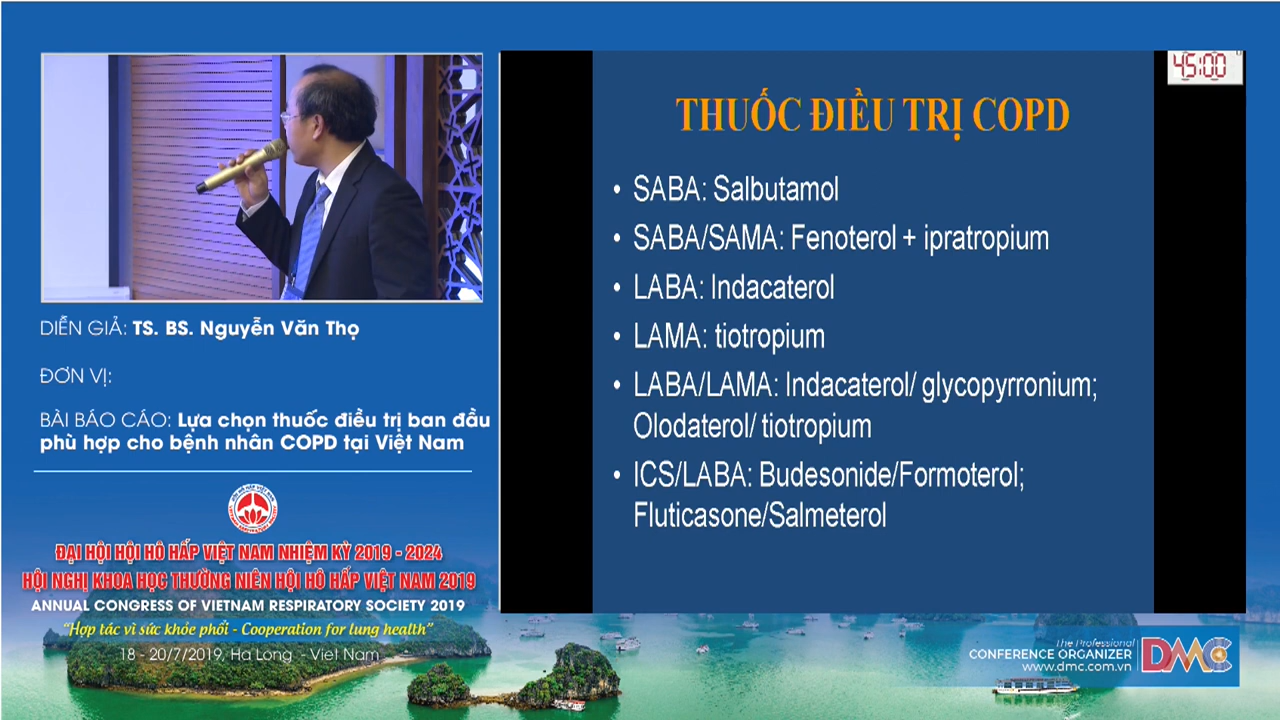 DIỄN GIẢ: TS. BS. Nguyễn Văn Thọ
ĐƠN VỊ:
BÀI BÁO CÁO: Lựa chọn thuốc điều trị ban đầu
phù hợp cho bệnh nhân COPD tại Việt Nam
ĐẠI HỘI HỘI HÔ HẤP VIỆT NAM NHIỆM KỲ 2019 - 2024
HỘI NGHỊ KHOA HỌC THƯỜNG NIÊN HỘI HÔ HẤP VIỆT NAM 2019
ANNUAL CONGRESS OF VIETNAM RESPIRATORY SOCIETY 2019
“Hợp tác vì sức khỏe phổi - Cooperation for lung health”
18 - 20/7/2019, Ha Long - Viet Nam
45:00
THUỐC ĐIỀU TRỊ COPD
• SABA: Salbutamol
• SABA/SAMA: Fenoterol + ipratropium
• LABA: Indacaterol
• LAMA: tiotropium
• LABA/LAMA: Indacaterol/ glycopyrronium;
Olodaterol/ tiotropium
• ICS/LABA: Budesonide/Formoterol;
Fluticasone/Salmeterol
The Professional
CONFERENCE ORGANIZER
www.dmc.com.vn
DMC